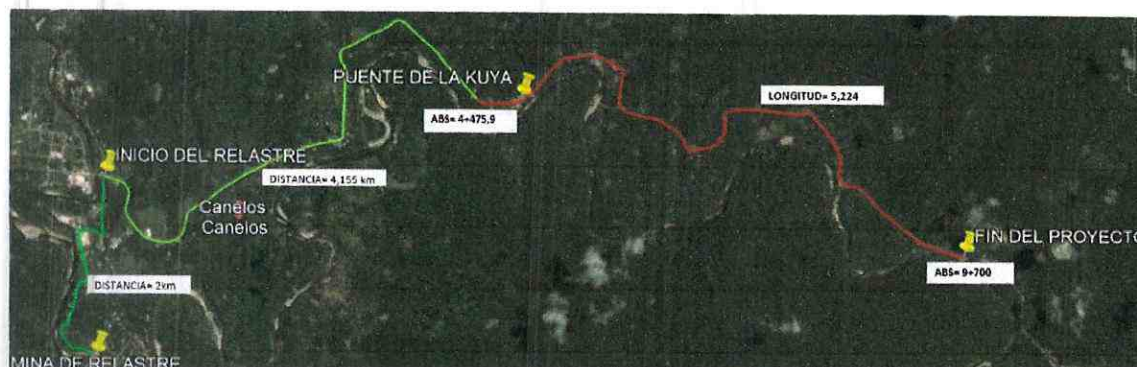 PUENTE DE LA KUYA
LONGITUD= 5,224
ABS= 4+475,9
INICIO DEL RELASTRE
DISTANCIA= 4,155 km
Canelos
Canelos
FIN DEL PROYECTO
ABS= 9+700
DISTANCIA= 2km
MINA DE RELASTRE